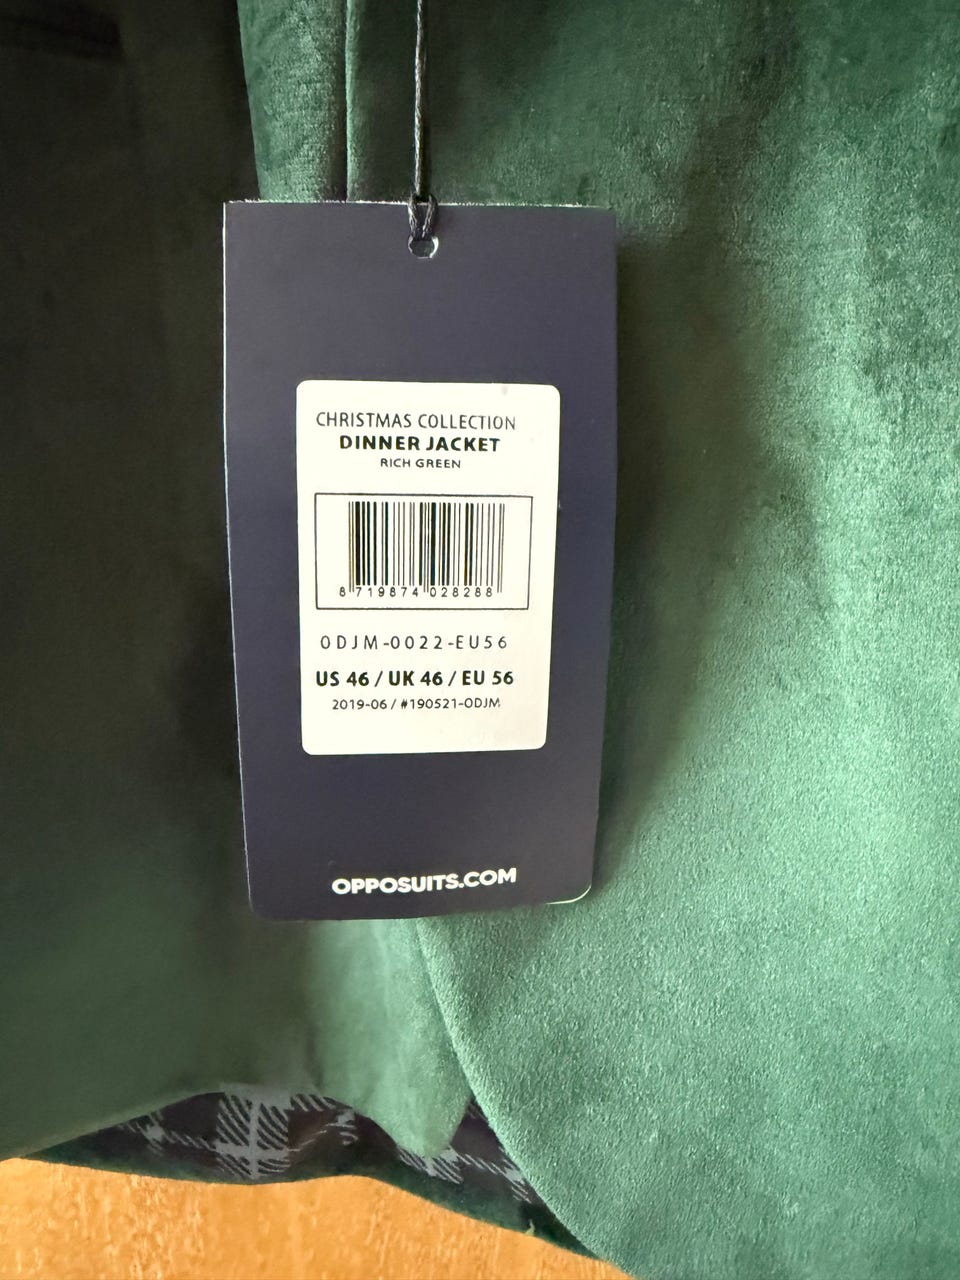 CHRISTMAS COLLECTION
DINNER JACKET
RICH GREEN
8 719874 028288
ODJM-0022-EU56
US 46 / UK 46 / EU 56
2019-06 / #190521-ODJM
OPPOSUITS.COM